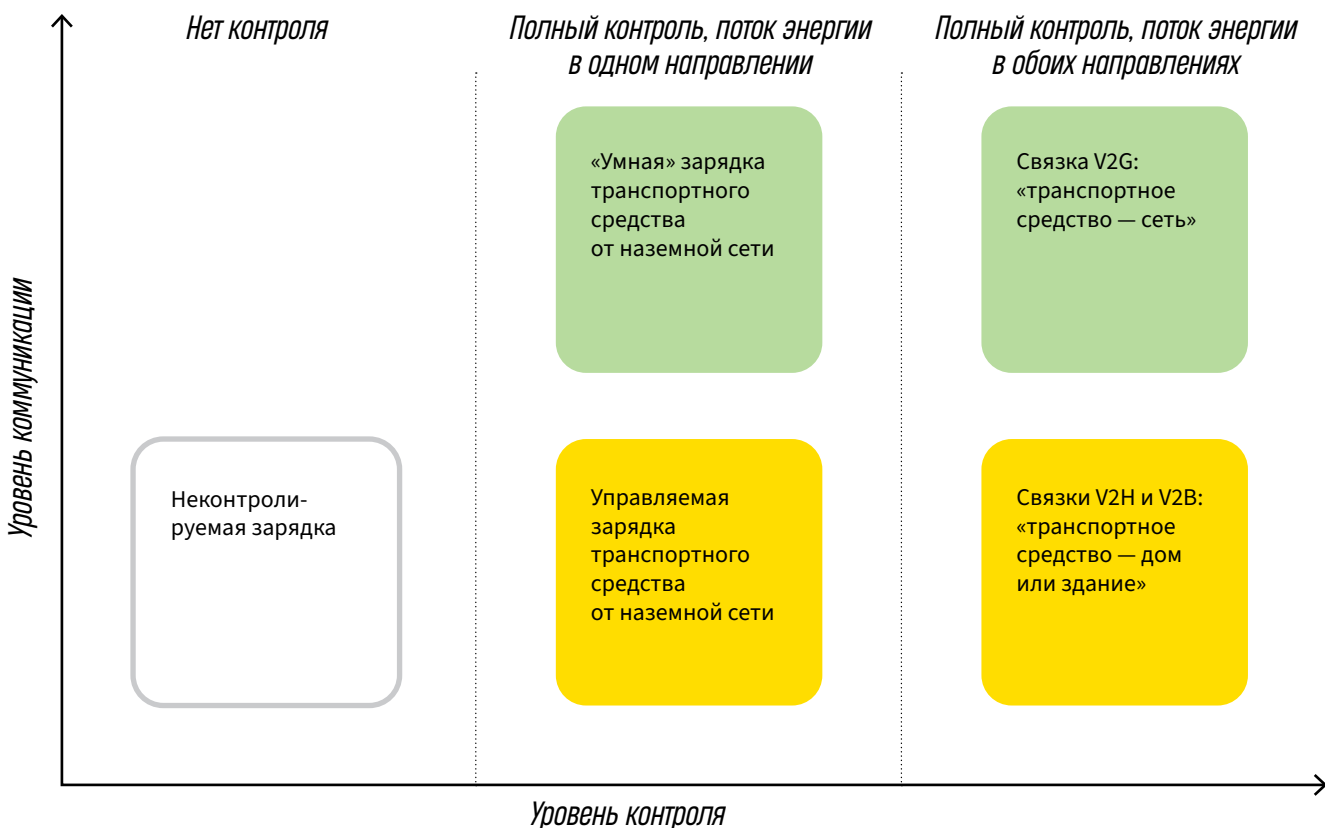 Нет контроля
Полный контроль, поток энергии
в одном направлении
Полный контроль, поток энергии
в обоих направлениях
«Умная» зарядка
транспортного
средства
от наземной сети
Связка V2G:
«транспортное
средство — сеть»
Уровень коммуникации
Неконтроли-
руемая зарядка
Управляемая
зарядка
транспортного
средства
от наземной сети
Связки V2H и V2B:
«транспортное
средство — дом
или здание»
Уровень контроля